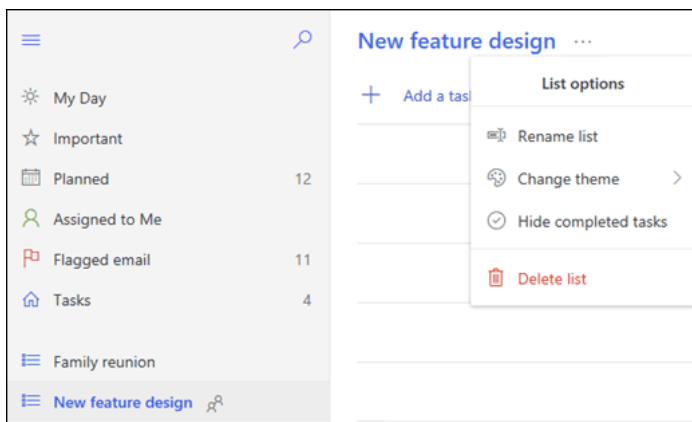 New feature design ...
List options
My Day
Add a tas
Important
Rename list
Planned 12
Change theme
Assigned to Me
Hide completed tasks
Flagged email 11
Delete list
Tasks 4
Family reunion
New feature design